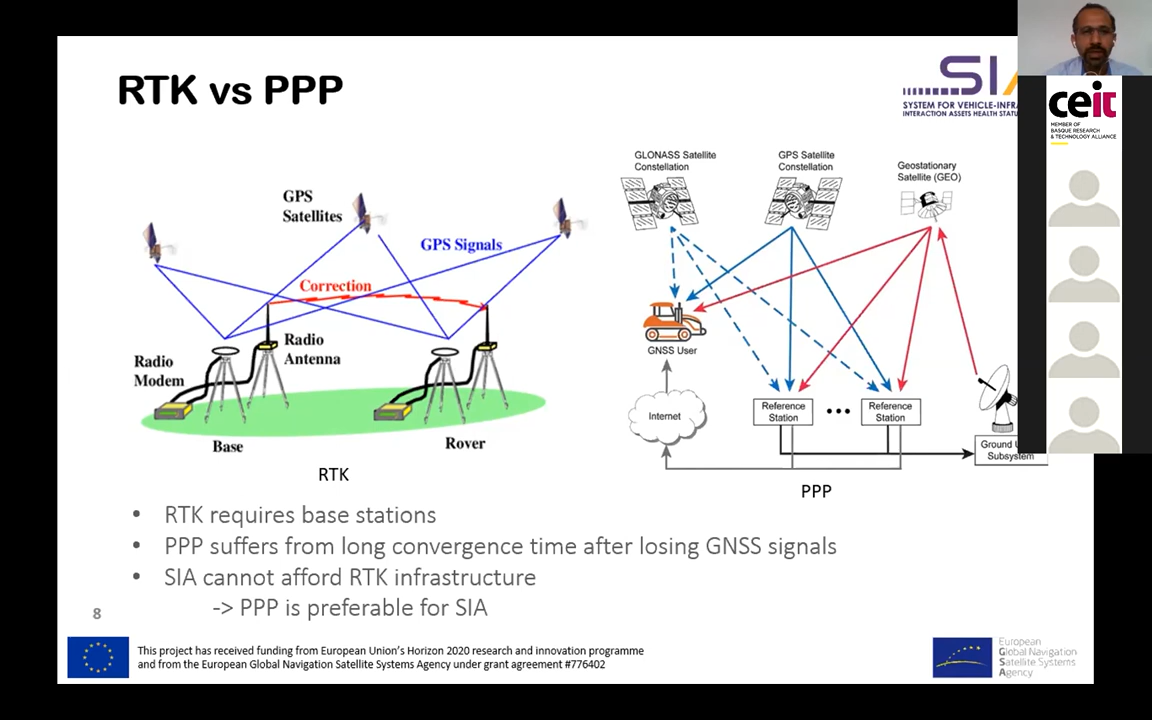 RTK vs PPP
SIA
SYSTEM FOR VEHICLE-INFRA
INTERACTION ASSETS HEALTH STATU
ceit
MEMBER OF
BASQUE RESEARCH
& TECHNOLOGY ALLIANCE
GPS
Satellites
GPS Signals
Correction
Radio
Antenna
Radio
Modem
Base
Rover
RTK
GLONASS Satellite
Constellation
GPS Satellite
Constellation
Geostationary
Satellite (GEO)
GNSS User
Internet
Reference
Station
Reference
Station
Ground U
Subsystem
PPP
• RTK requires base stations
• PPP suffers from long convergence time after losing GNSS signals
• SIA cannot afford RTK infrastructure
-> PPP is preferable for SIA
8
This project has received funding from European Union's Horizon 2020 research and innovation programme
and from the European Global Navigation Satellite Systems Agency under grant agreement #776402
European
Global Navigation
Satellite Systems
Agency